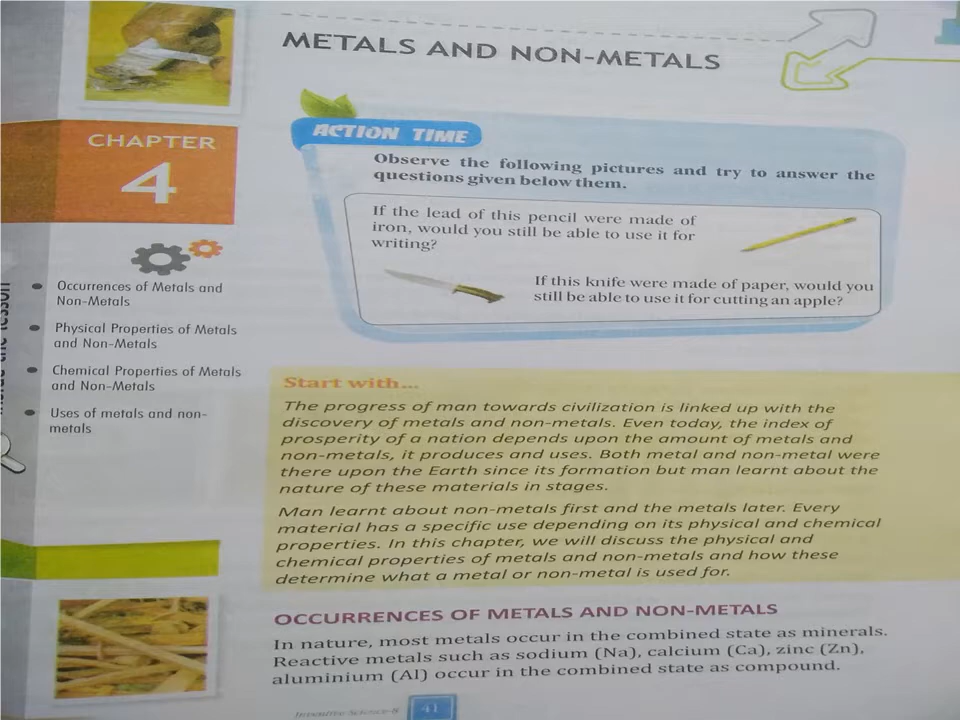 METALS AND NON-METALS
CHAPTER
4
ACTION TIME
Observe the following pictures and try to answer the
questions given below them.
If the lead of this pencil were made of
iron, would you still be able to use it for
writing?
If this knife were made of paper, would you
still be able to use it for cutting an apple?
the lesson
Occurrences of Metals and
Non-Metals
Physical Properties of Metals
and Non-Metals
Chemical Properties of Metals
and Non-Metals
Uses of metals and non-
metals
Start with...
The progress of man towards civilization is linked up with the
discovery of metals and non-metals. Even today, the index of
prosperity of a nation depends upon the amount of metals and
non-metals, it produces and uses. Both metal and non-metal were
there upon the Earth since its formation but man learnt about the
nature of these materials in stages.
Man learnt about non-metals first and the metals later. Every
material has a specific use depending on its physical and chemical
properties. In this chapter, we will discuss the physical and
chemical properties of metals and non-metals and how these
determine what a metal or non-metal is used for.
OCCURRENCES OF METALS AND NON-METALS
In nature, most metals occur in the combined state as minerals.
Reactive metals such as sodium (Na), calcium (Ca), zinc (Zn),
aluminium (Al) occur in the combined state as compound.
Science-8
41